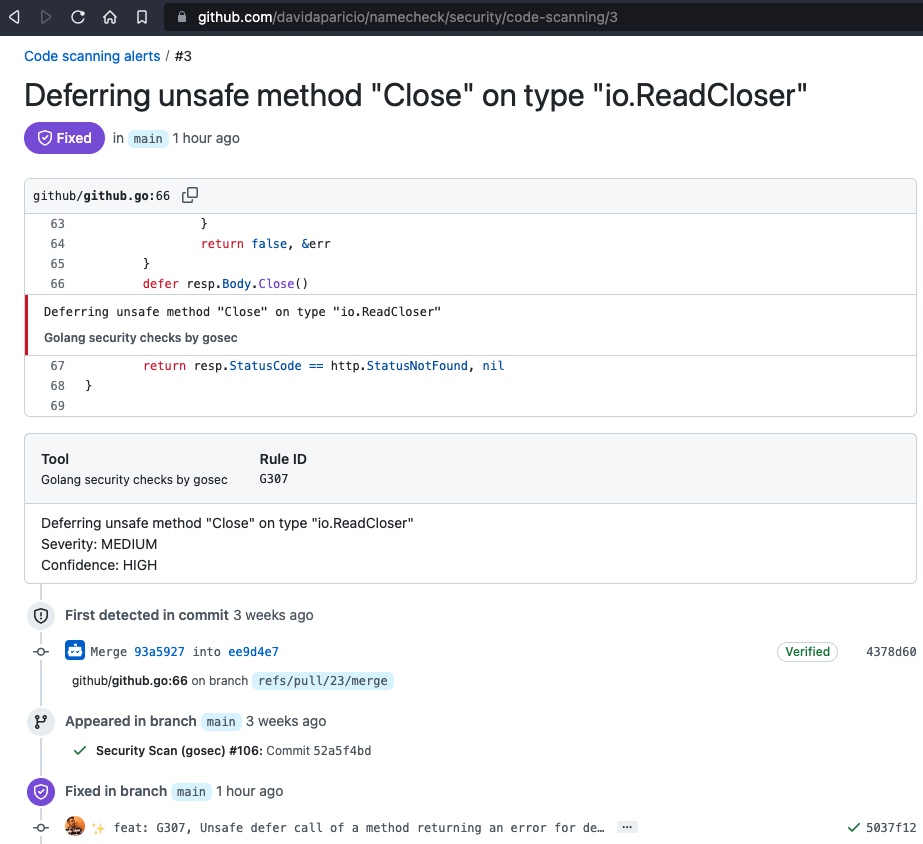 github.com/davidaparicio/namecheck/security/code-scanning/3
Code scanning alerts / #3
Deferring unsafe method "Close" on type "io.ReadCloser"
Fixed in main 1 hour ago
github/github.go:66
63 }
64 return false, &err
65 }
66 defer resp.Body.Close()
Deferring unsafe method "Close" on type "io.ReadCloser"
Golang security checks by gosec
67 return resp.StatusCode == http.StatusNotFound, nil
68 }
69
Tool Rule ID
Golang security checks by gosec G307
Deferring unsafe method "Close" on type "io.ReadCloser"
Severity: MEDIUM
Confidence: HIGH
First detected in commit 3 weeks ago
Merge 93a5927 into ee9d4e7 Verified 4378d60
github/github.go:66 on branch refs/pull/23/merge
Appeared in branch main 3 weeks ago
Security Scan (gosec) #106: Commit 52a5f4bd
Fixed in branch main 1 hour ago
✨ feat: G307, Unsafe defer call of a method returning an error for de… ... 5037f12